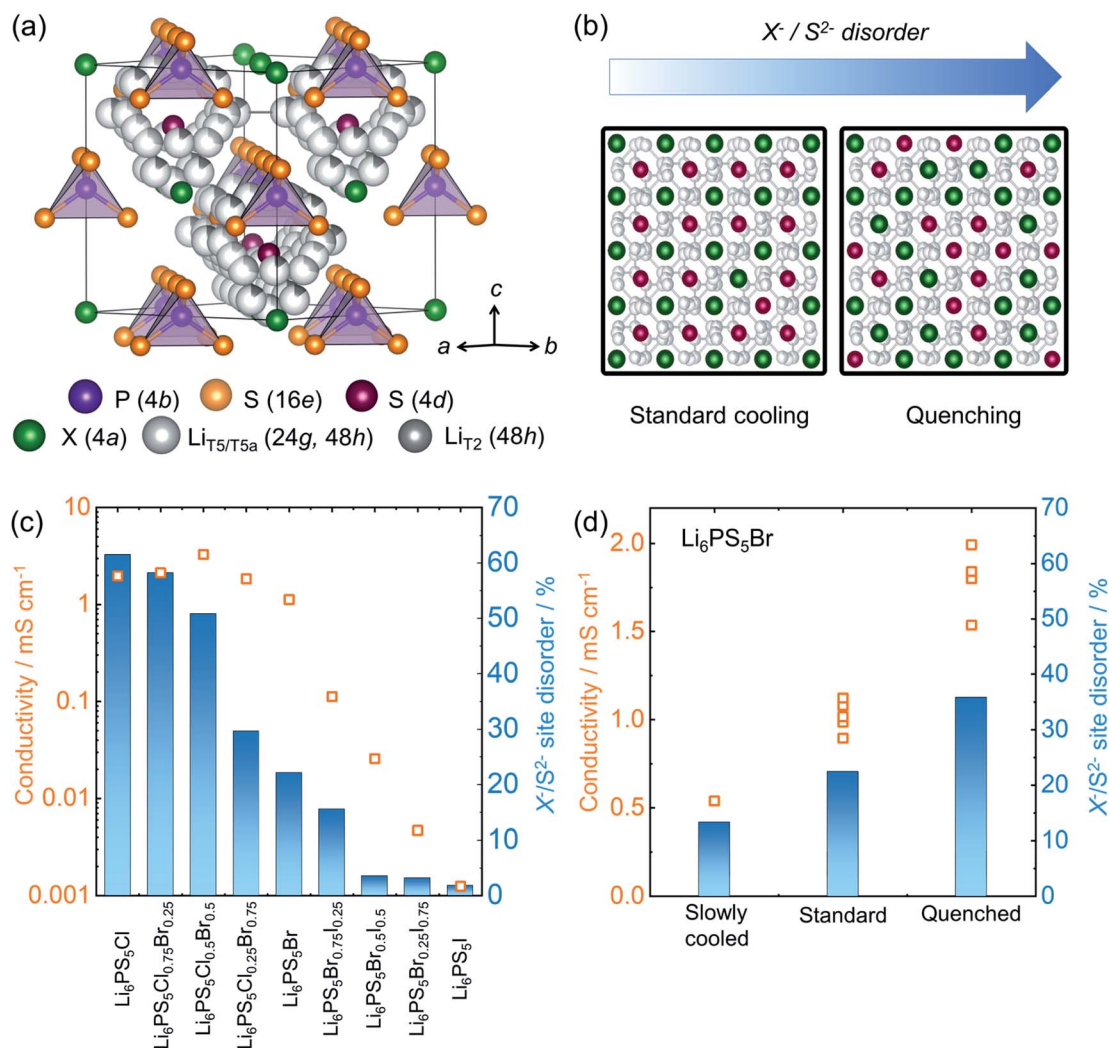 (a)
c
a
b
P (4b) S (16e) S (4d)
X (4a) Li_T5/T5a (24g, 48h) Li_T2 (48h)
(b)
X⁻ / S²⁻ disorder
Standard cooling
Quenching
(c)
Conductivity / mS cm⁻¹
10
1
0.1
0.01
0.001
70
60
50
40
30
20
10
0
X⁻/S²⁻ site disorder / %
Li₆PS₅Cl
Li₆PS₅Cl₀.₇₅Br₀.₂₅
Li₆PS₅Cl₀.₅Br₀.₅
Li₆PS₅Cl₀.₂₅Br₀.₇₅
Li₆PS₅Br
Li₆PS₅Br₀.₇₅I₀.₂₅
Li₆PS₅Br₀.₅I₀.₅
Li₆PS₅Br₀.₂₅I₀.₇₅
Li₆PS₅I
(d)
Li₆PS₅Br
Conductivity / mS cm⁻¹
2.0
1.5
1.0
0.5
0.0
70
60
50
40
30
20
10
0
X⁻/S²⁻ site disorder / %
Slowly
cooled
Standard
Quenched